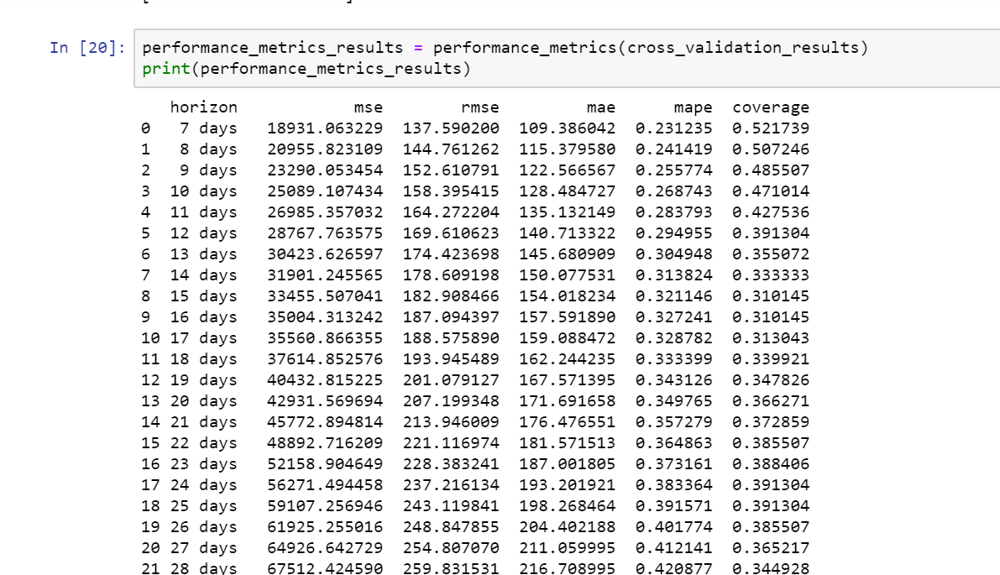 In [20]: performance_metrics_results = performance_metrics(cross_validation_results)
print(performance_metrics_results)
horizon mse rmse mae mape coverage
0 7 days 18931.063229 137.590200 109.386042 0.231235 0.521739
1 8 days 20955.823109 144.761262 115.379580 0.241419 0.507246
2 9 days 23290.053454 152.610791 122.566567 0.255774 0.485507
3 10 days 25089.107434 158.395415 128.484727 0.268743 0.471014
4 11 days 26985.357032 164.272204 135.132149 0.283793 0.427536
5 12 days 28767.763575 169.610623 140.713322 0.294955 0.391304
6 13 days 30423.626597 174.423698 145.680909 0.304948 0.355072
7 14 days 31901.245565 178.609198 150.077531 0.313824 0.333333
8 15 days 33455.507041 182.908466 154.018234 0.321146 0.310145
9 16 days 35004.313242 187.094397 157.591890 0.327241 0.310145
10 17 days 35560.866355 188.575890 159.088472 0.328782 0.313043
11 18 days 37614.852576 193.945489 162.244235 0.333399 0.339921
12 19 days 40432.815225 201.079127 167.571395 0.343126 0.347826
13 20 days 42931.569694 207.199348 171.691658 0.349765 0.366271
14 21 days 45772.894814 213.946009 176.476551 0.357279 0.372859
15 22 days 48892.716209 221.116974 181.571513 0.364863 0.385507
16 23 days 52158.904649 228.383241 187.001805 0.373161 0.388406
17 24 days 56271.494458 237.216134 193.201921 0.383364 0.391304
18 25 days 59107.256946 243.119841 198.268464 0.391571 0.391304
19 26 days 61925.255016 248.847855 204.402188 0.401774 0.385507
20 27 days 64926.642729 254.807070 211.059995 0.412141 0.365217
21 28 days 67512.424590 259.831531 216.708995 0.420877 0.344928